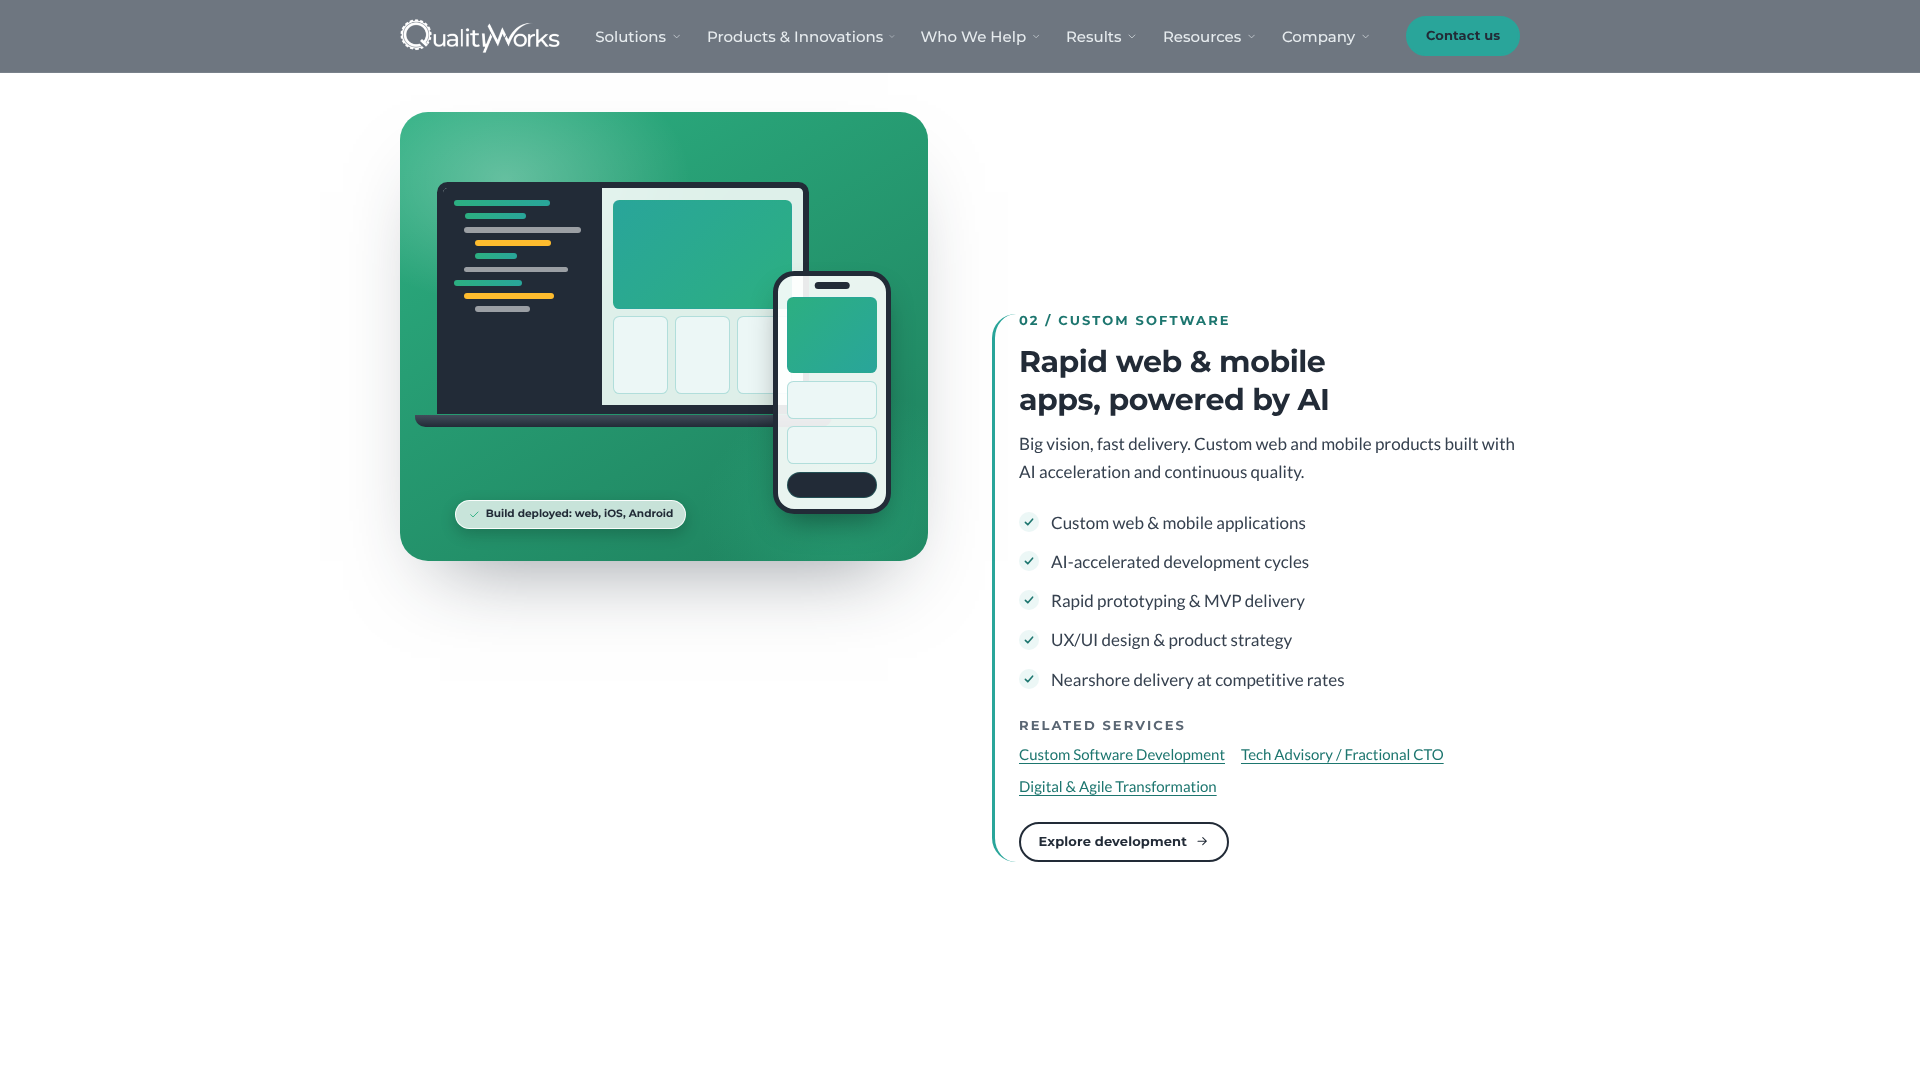 QualityWorks
Solutions
Products & Innovations
Who We Help
Results
Resources
Company
Contact us
Build deployed: web, iOS, Android
02 / CUSTOM SOFTWARE
Rapid web & mobile
apps, powered by AI
Big vision, fast delivery. Custom web and mobile products built with
AI acceleration and continuous quality.
Custom web & mobile applications
AI-accelerated development cycles
Rapid prototyping & MVP delivery
UX/UI design & product strategy
Nearshore delivery at competitive rates
RELATED SERVICES
Custom Software Development Tech Advisory / Fractional CTO
Digital & Agile Transformation
Explore development →